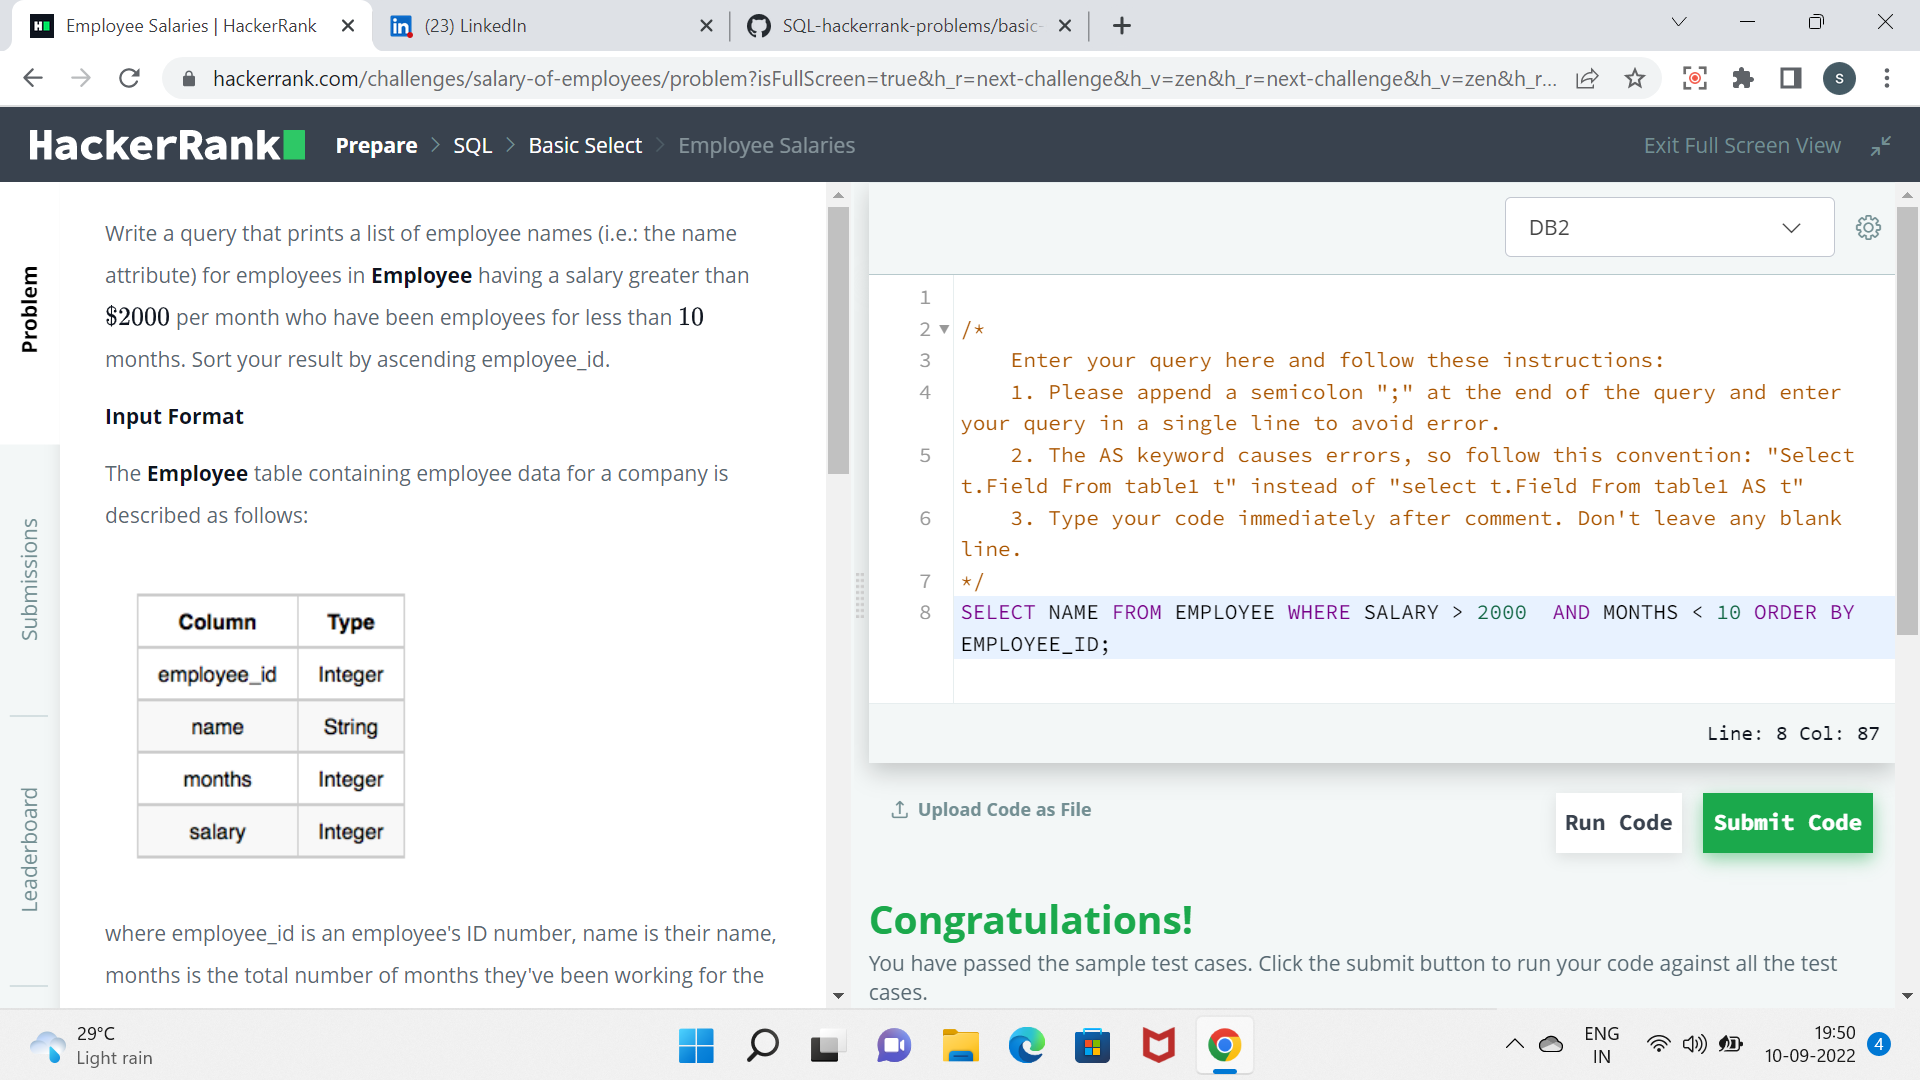 Employee Salaries | HackerRank
(23) LinkedIn
SQL-hackerrank-problems/basic-
hackerrank.com/challenges/salary-of-employees/problem?isFullScreen=true&h_r=next-challenge&h_v=zen&h_r=next-challenge&h_v=zen&h_r...
S
HackerRank
Prepare > SQL > Basic Select > Employee Salaries
Exit Full Screen View
Problem
Submissions
Leaderboard
Write a query that prints a list of employee names (i.e.: the name
attribute) for employees in Employee having a salary greater than
$2000 per month who have been employees for less than 10
months. Sort your result by ascending employee_id.
Input Format
The Employee table containing employee data for a company is
described as follows:
Column Type
employee_id Integer
name String
months Integer
salary Integer
where employee_id is an employee's ID number, name is their name,
months is the total number of months they've been working for the
DB2
1
2 /*
3 Enter your query here and follow these instructions:
4 1. Please append a semicolon ";" at the end of the query and enter
your query in a single line to avoid error.
5 2. The AS keyword causes errors, so follow this convention: "Select
t.Field From table1 t" instead of "select t.Field From table1 AS t"
6 3. Type your code immediately after comment. Don't leave any blank
line.
7 */
8 SELECT NAME FROM EMPLOYEE WHERE SALARY > 2000  AND MONTHS < 10 ORDER BY
EMPLOYEE_ID;
Line: 8 Col: 87
Upload Code as File
Run Code
Submit Code
Congratulations!
You have passed the sample test cases. Click the submit button to run your code against all the test
cases.
29°C
Light rain
ENG
IN
19:50
10-09-2022
4